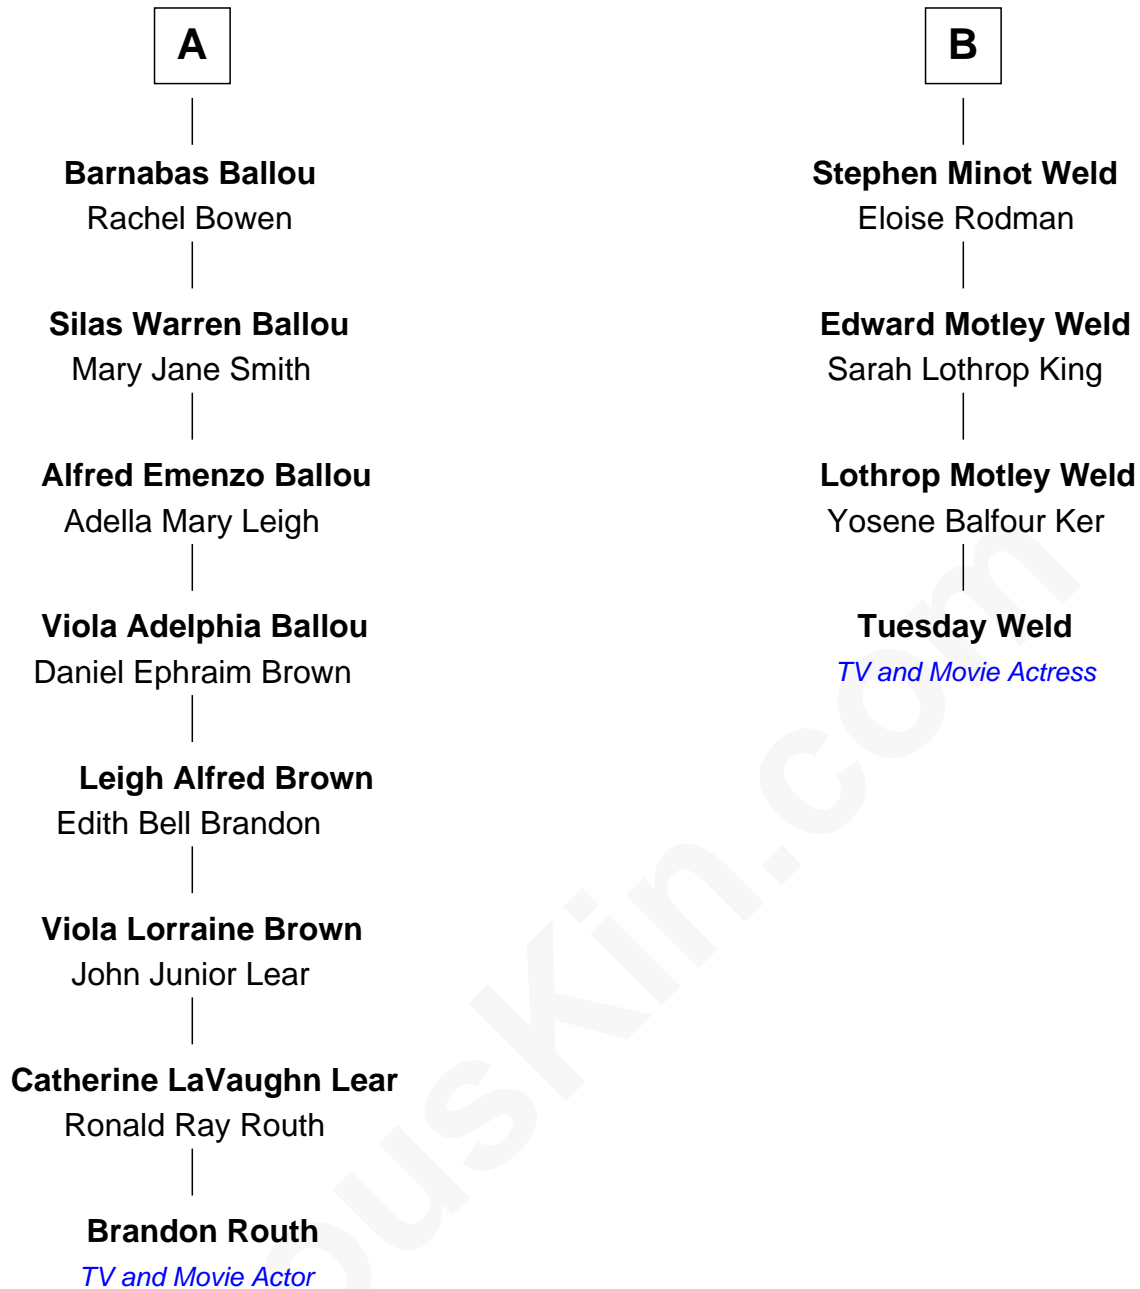 A
Barnabas Ballou
Rachel Bowen
Silas Warren Ballou
Mary Jane Smith
Alfred Emenzo Ballou
Adella Mary Leigh
Viola Adelphia Ballou
Daniel Ephraim Brown
Leigh Alfred Brown
Edith Bell Brandon
Viola Lorraine Brown
John Junior Lear
Catherine LaVaughn Lear
Ronald Ray Routh
Brandon Routh
TV and Movie Actor
B
Stephen Minot Weld
Eloise Rodman
Edward Motley Weld
Sarah Lothrop King
Lothrop Motley Weld
Yosene Balfour Ker
Tuesday Weld
TV and Movie Actress
ousKin.com